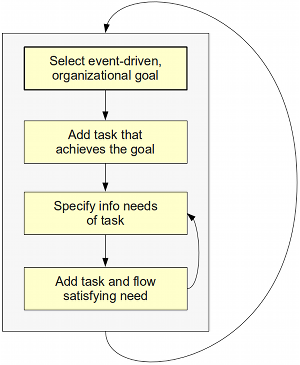 Select event-driven,
organizational goal
Add task that
achieves the goal
Specify info needs
of task
Add task and flow
satisfying need